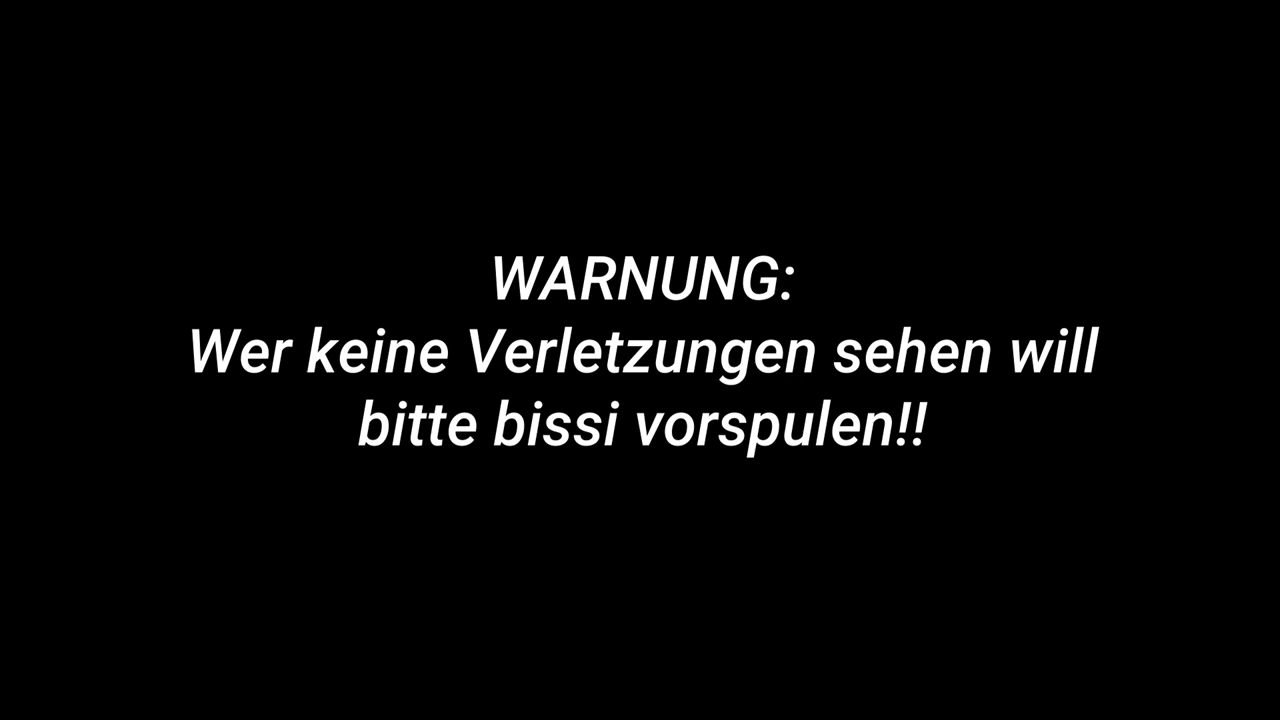 WARNUNG:
Wer keine Verletzungen sehen will
bitte bissi vorspulen!!